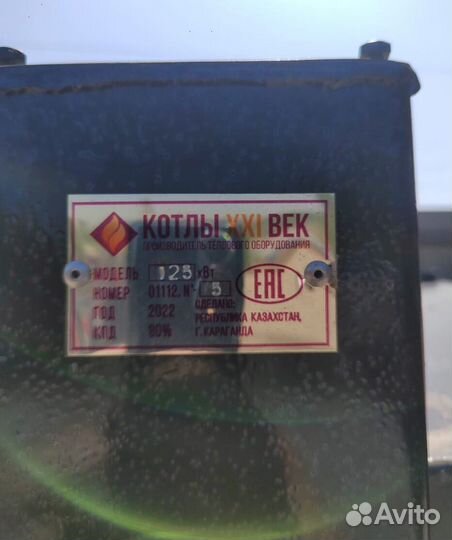 КОТЛЫ XXI ВЕК
ПРОИЗВОДИТЕЛЬ ТЕПЛОВОГО ОБОРУДОВАНИЯ
МОДЕЛЬ 125 кВт
НОМЕР 01112. № 5
ГОД 2022
КПД 80%
СДЕЛАНО:
РЕСПУБЛИКА КАЗАХСТАН,
Г. КАРАГАНДА
EAC
Avito